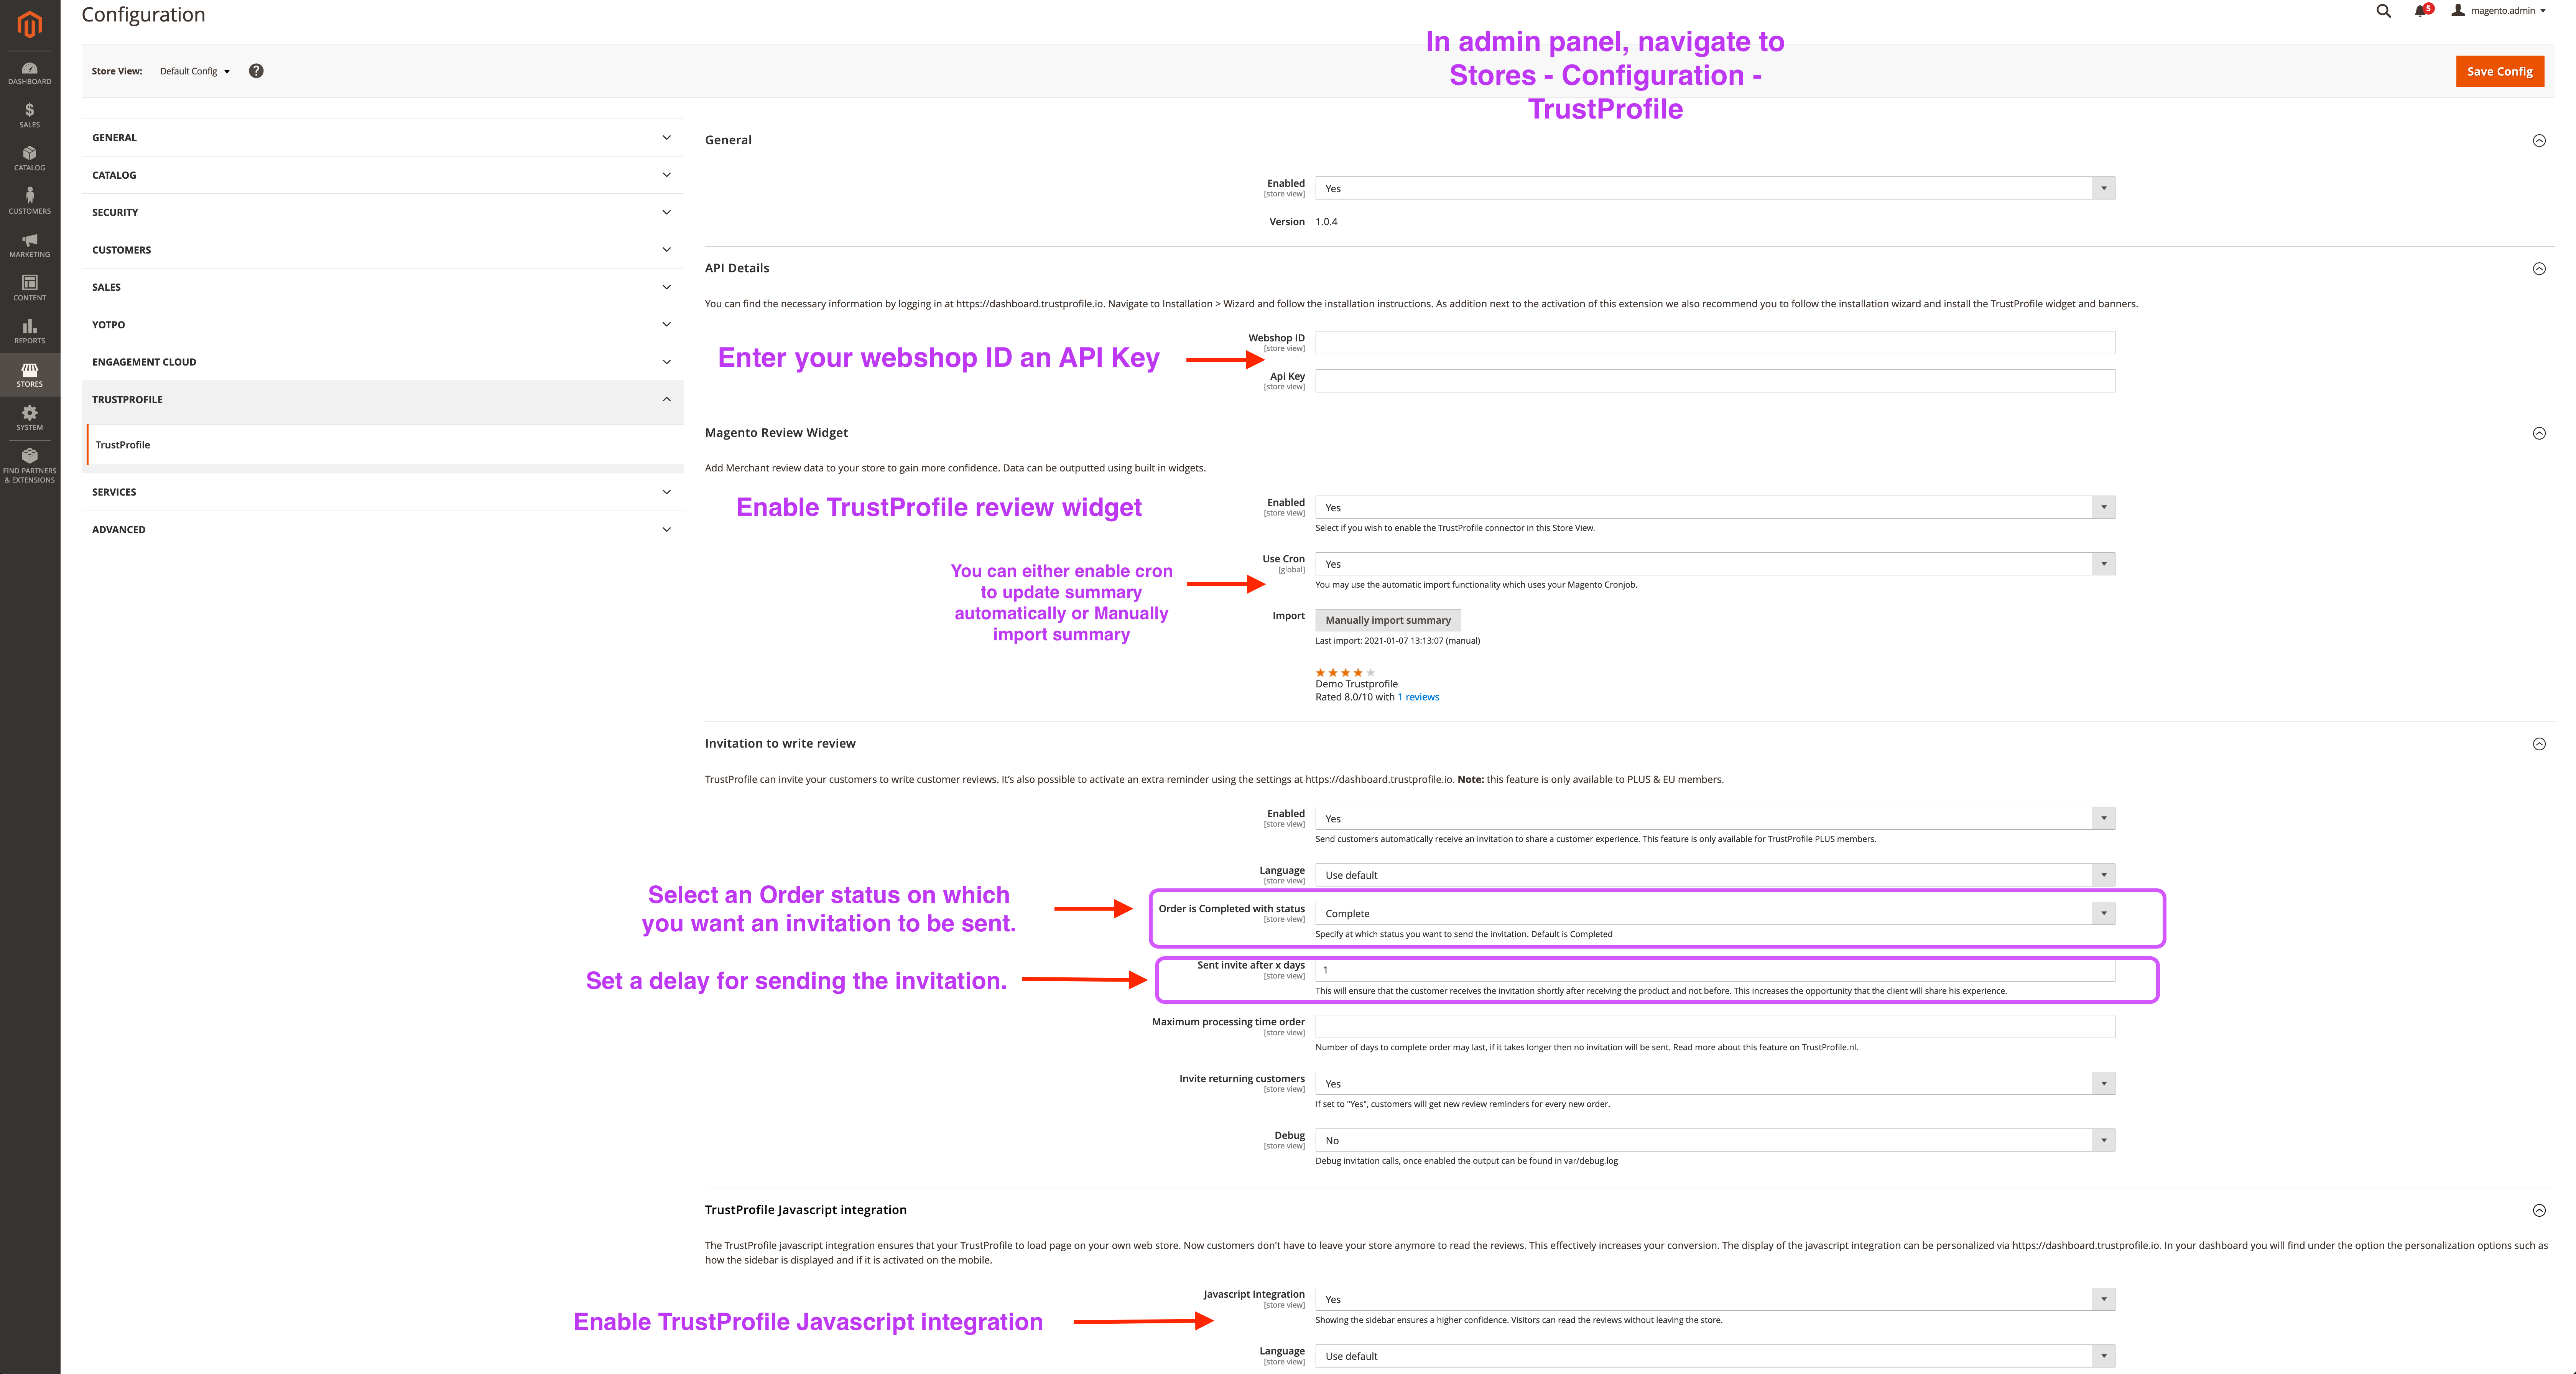 Configuration
5
magento.admin
In admin panel, navigate to
Stores - Configuration -
TrustProfile
Store View: Default Config ?
Save Config
DASHBOARD
SALES
CATALOG
CUSTOMERS
MARKETING
CONTENT
REPORTS
STORES
SYSTEM
FIND PARTNERS
& EXTENSIONS
GENERAL
CATALOG
SECURITY
CUSTOMERS
SALES
YOTPO
ENGAGEMENT CLOUD
TRUSTPROFILE
TrustProfile
SERVICES
ADVANCED
General
Enabled
[store view]
Yes
Version 1.0.4
API Details
You can find the necessary information by logging in at https://dashboard.trustprofile.io. Navigate to Installation > Wizard and follow the installation instructions. As addition next to the activation of this extension we also recommend you to follow the installation wizard and install the TrustProfile widget and banners.
Enter your webshop ID an API Key
Webshop ID
[store view]
Api Key
[store view]
Magento Review Widget
Add Merchant review data to your store to gain more confidence. Data can be outputted using built in widgets.
Enable TrustProfile review widget
Enabled
[store view]
Yes
Select if you wish to enable the TrustProfile connector in this Store View.
You can either enable cron
to update summary
automatically or Manually
import summary
Use Cron
[global]
Yes
You may use the automatic import functionality which uses your Magento Cronjob.
Import
Manually import summary
Last import: 2021-01-07 13:13:07 (manual)
Demo Trustprofile
Rated 8.0/10 with 1 reviews
Invitation to write review
TrustProfile can invite your customers to write customer reviews. It's also possible to activate an extra reminder using the settings at https://dashboard.trustprofile.io. Note: this feature is only available to PLUS & EU members.
Enabled
[store view]
Yes
Send customers automatically receive an invitation to share a customer experience. This feature is only available for TrustProfile PLUS members.
Language
[store view]
Use default
Select an Order status on which
you want an invitation to be sent.
Order is Completed with status
[store view]
Complete
Specify at which status you want to send the invitation. Default is Completed
Set a delay for sending the invitation.
Sent invite after x days
[store view]
1
This will ensure that the customer receives the invitation shortly after receiving the product and not before. This increases the opportunity that the client will share his experience.
Maximum processing time order
[store view]
Number of days to complete order may last, if it takes longer then no invitation will be sent. Read more about this feature on TrustProfile.nl.
Invite returning customers
[store view]
Yes
If set to "Yes", customers will get new review reminders for every new order.
Debug
[store view]
No
Debug invitation calls, once enabled the output can be found in var/debug.log
TrustProfile Javascript integration
The TrustProfile javascript integration ensures that your TrustProfile to load page on your own web store. Now customers don't have to leave your store anymore to read the reviews. This effectively increases your conversion. The display of the javascript integration can be personalized via https://dashboard.trustprofile.io. In your dashboard you will find under the option the personalization options such as
how the sidebar is displayed and if it is activated on the mobile.
Enable TrustProfile Javascript integration
Javascript Integration
[store view]
Yes
Showing the sidebar ensures a higher confidence. Visitors can read the reviews without leaving the store.
Language
[store view]
Use default